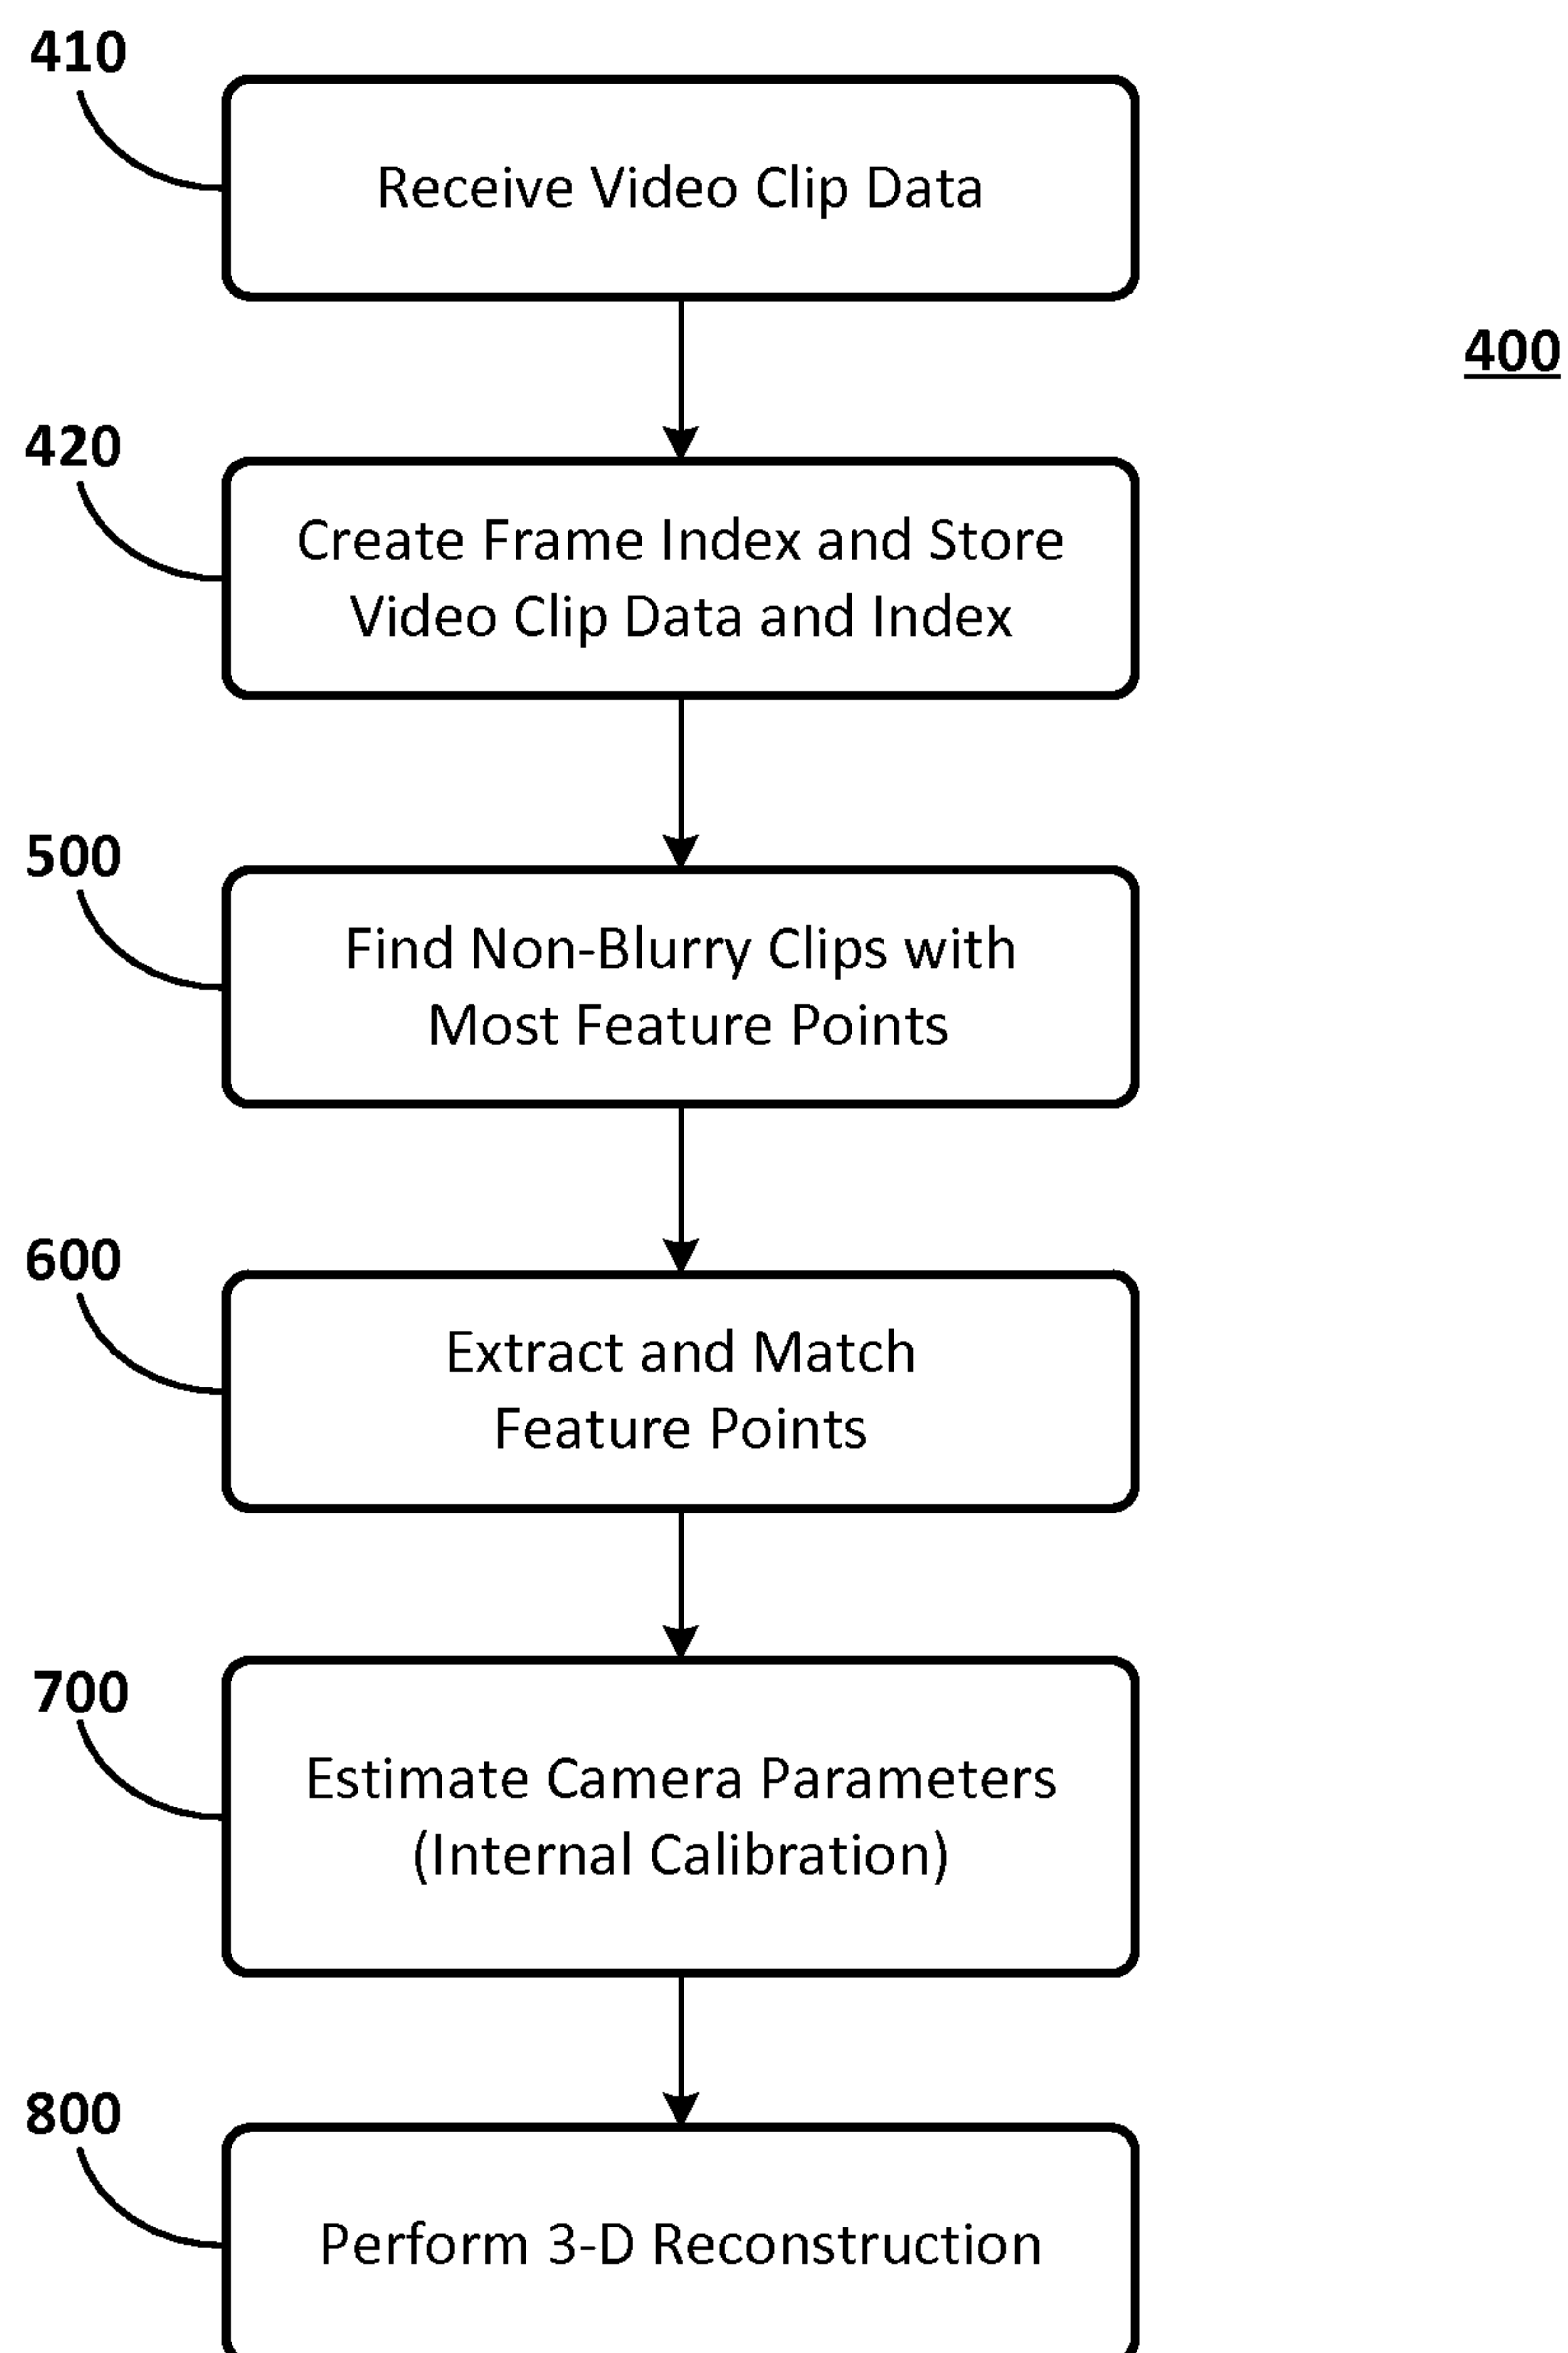 410
Receive Video Clip Data
400
420
Create Frame Index and Store
Video Clip Data and Index
500
Find Non-Blurry Clips with
Most Feature Points
600
Extract and Match
Feature Points
700
Estimate Camera Parameters
(Internal Calibration)
800
Perform 3-D Reconstruction